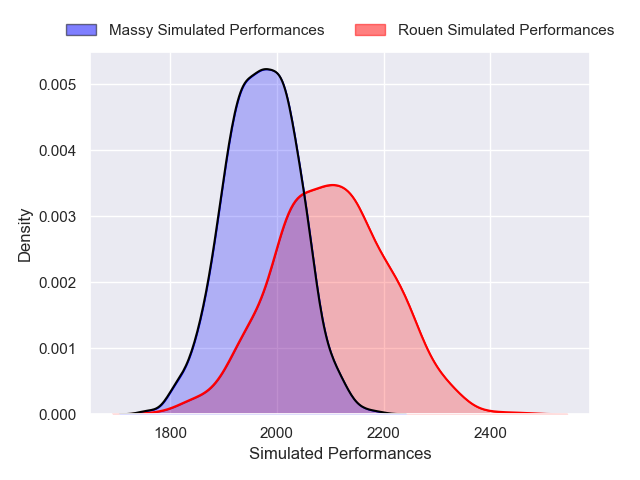 Massy Simulated Performances
Rouen Simulated Performances
0.005
0.004
0.003
0.002
0.001
0.000
Density
1800
2000
2200
2400
Simulated Performances